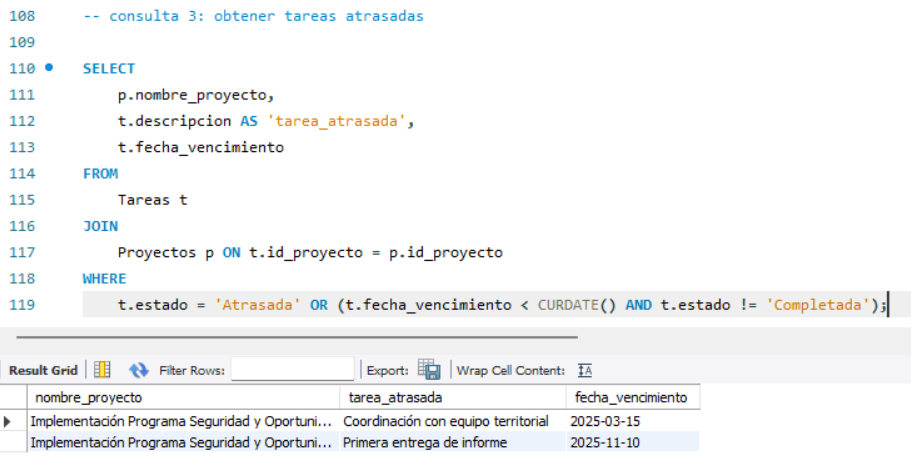 108 -- consulta 3: obtener tareas atrasadas
109
110 SELECT
111 p.nombre_proyecto,
112 t.descripcion AS 'tarea_atrasada',
113 t.fecha_vencimiento
114 FROM
115 Tareas t
116 JOIN
117 Proyectos p ON t.id_proyecto = p.id_proyecto
118 WHERE
119 t.estado = 'Atrasada' OR (t.fecha_vencimiento < CURDATE() AND t.estado != 'Completada');
Result Grid Filter Rows: Export: Wrap Cell Content:
nombre_proyecto tarea_atrasada fecha_vencimiento
Implementación Programa Seguridad y Oportuni... Coordinación con equipo territorial 2025-03-15
Implementación Programa Seguridad y Oportuni... Primera entrega de informe 2025-11-10